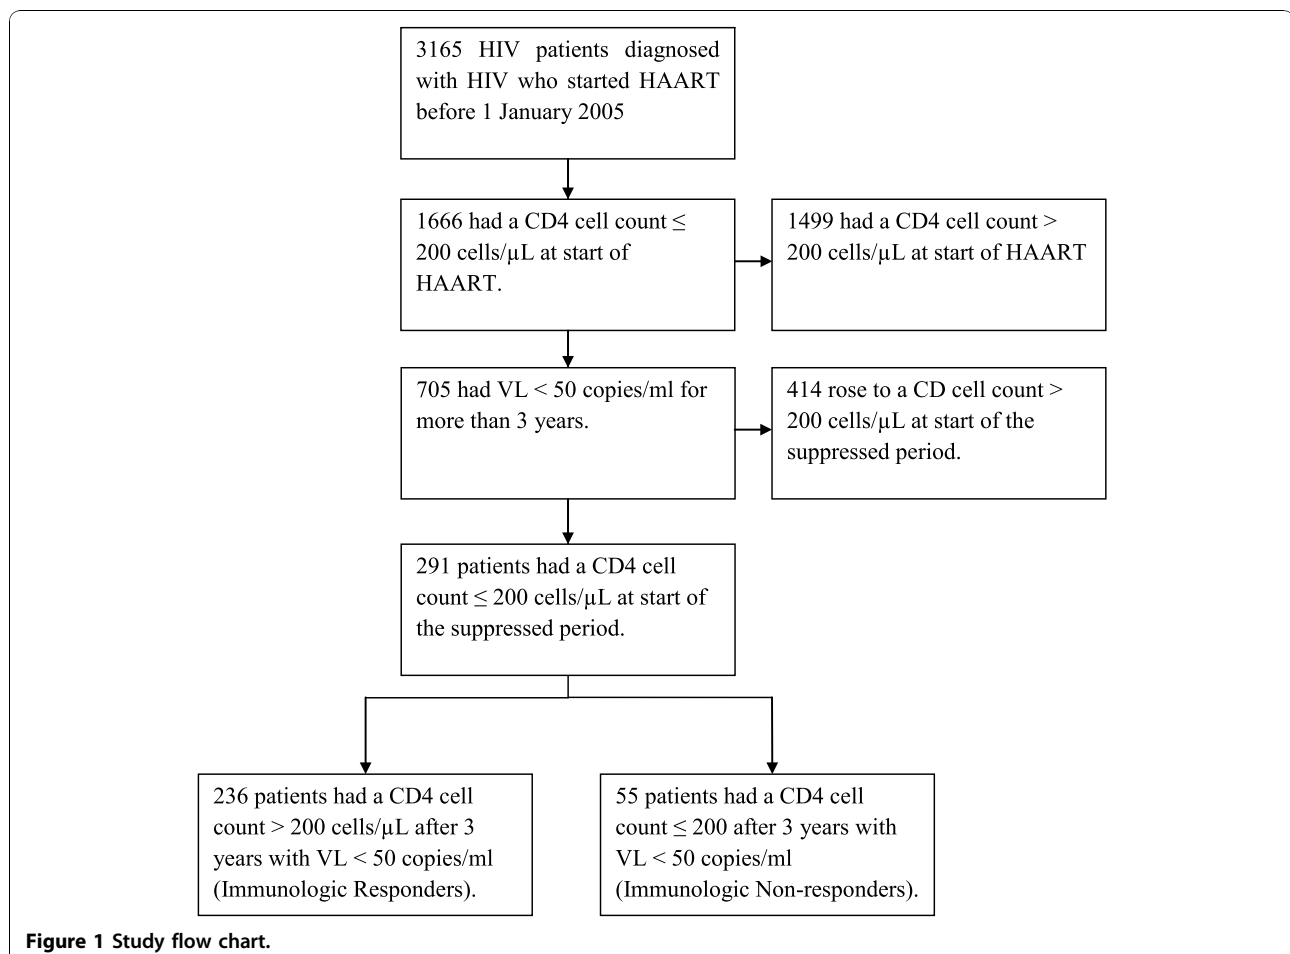 3165 HIV patients diagnosed
with HIV who started HAART
before 1 January 2005
1666 had a CD4 cell count ≤
200 cells/µL at start of
HAART.
1499 had a CD4 cell count >
200 cells/µL at start of HAART
705 had VL < 50 copies/ml for
more than 3 years.
414 rose to a CD cell count >
200 cells/µL at start of the
suppressed period.
291 patients had a CD4 cell
count ≤ 200 cells/µL at start of
the suppressed period.
236 patients had a CD4 cell
count > 200 cells/µL after 3
years with VL < 50 copies/ml
(Immunologic Responders).
55 patients had a CD4 cell
count ≤ 200 after 3 years with
VL < 50 copies/ml
(Immunologic Non-responders).
Figure 1 Study flow chart.